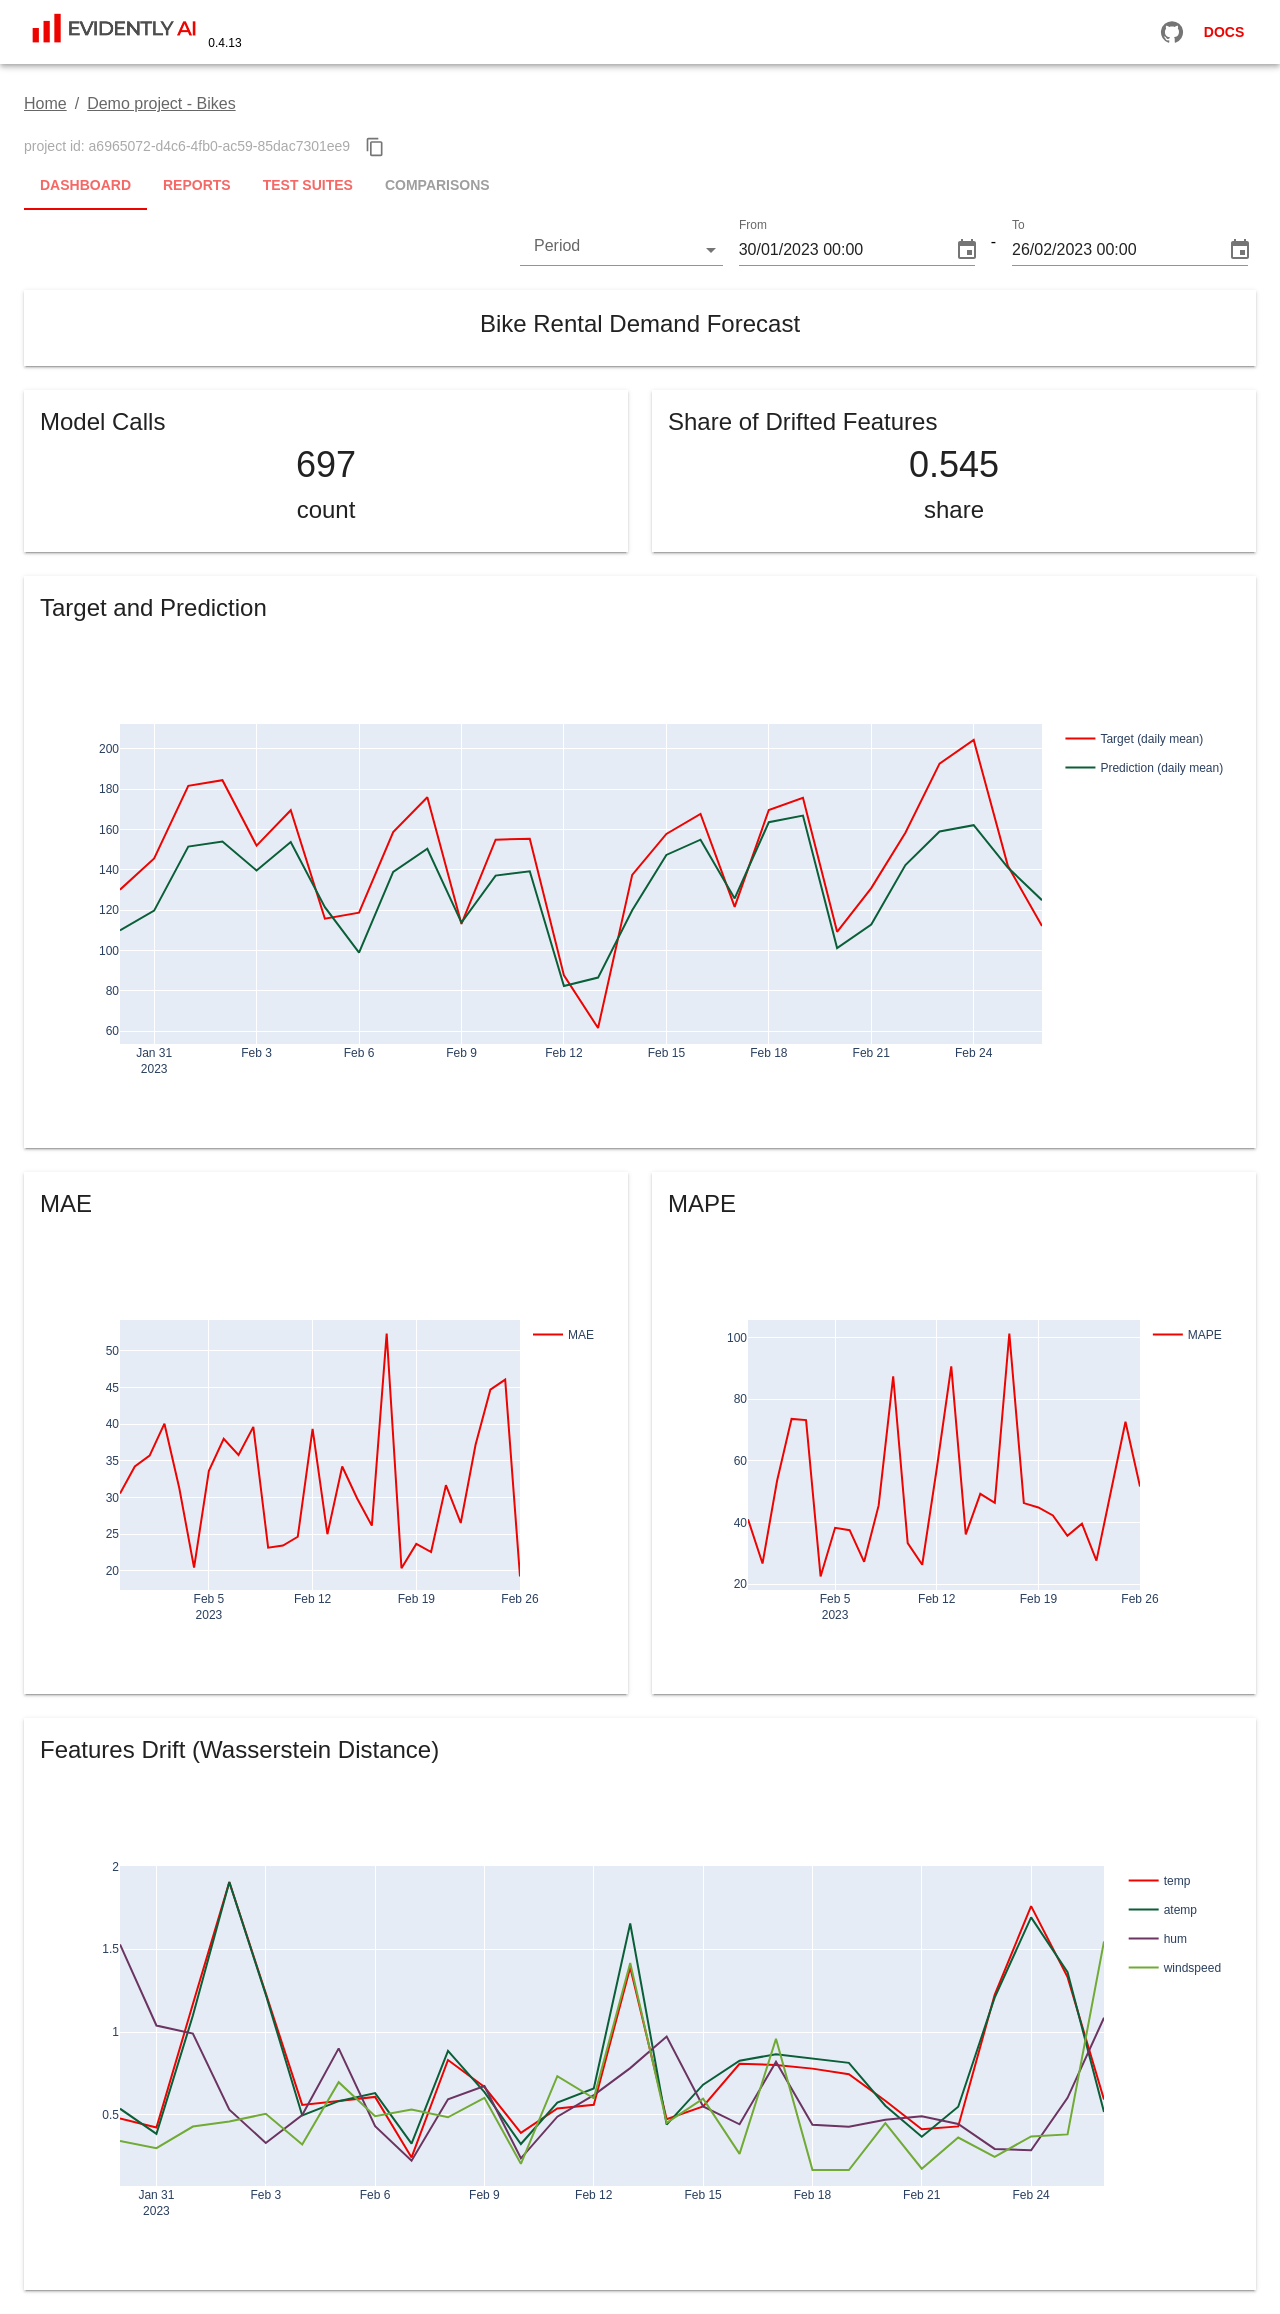 EVIDENTLY AI 0.4.13
DOCS
Home / Demo project - Bikes
project id: a6965072-d4c6-4fb0-ac59-85dac7301ee9
DASHBOARD REPORTS TEST SUITES COMPARISONS
From To
Period 30/01/2023 00:00 - 26/02/2023 00:00
Bike Rental Demand Forecast
Model Calls
697
count
Share of Drifted Features
0.545
share
Target and Prediction
Target (daily mean)
Prediction (daily mean)
200
180
160
140
120
100
80
60
Jan 31 Feb 3 Feb 6 Feb 9 Feb 12 Feb 15 Feb 18 Feb 21 Feb 24
2023
MAE
MAE
50
45
40
35
30
25
20
Feb 5 Feb 12 Feb 19 Feb 26
2023
MAPE
MAPE
100
80
60
40
20
Feb 5 Feb 12 Feb 19 Feb 26
2023
Features Drift (Wasserstein Distance)
temp
atemp
hum
windspeed
2
1.5
1
0.5
Jan 31 Feb 3 Feb 6 Feb 9 Feb 12 Feb 15 Feb 18 Feb 21 Feb 24
2023